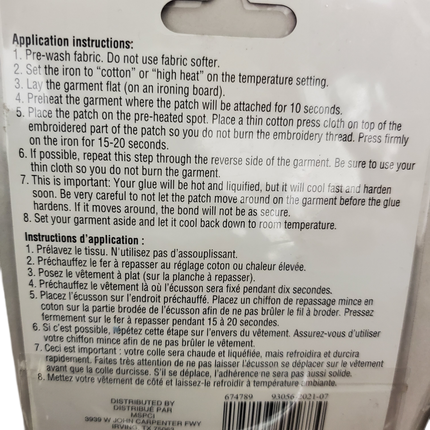 Application instructions:
1. Pre-wash fabric. Do not use fabric softer.
2. Set the iron to "cotton" or "high heat" on the temperature setting.
3. Lay the garment flat (on an ironing board).
4. Preheat the garment where the patch will be attached for 10 seconds.
5. Place the patch on the pre-heated spot. Place a thin cotton press cloth on top of the
embroidered part of the patch so you do not burn the embroidery thread. Press firmly
on the iron for 15-20 seconds.
6. If possible, repeat this step through the reverse side of the garment. Be sure to use your
thin cloth so you do not burn the garment.
7. This is important: Your glue will be hot and liquified, but it will cool fast and harden
soon. Be very careful to not let the patch move around on the garment before the glue
hardens. If it moves around, the bond will not be as secure.
8. Set your garment aside and let it cool back down to room temperature.
Instructions d'application :
1. Prélavez le tissu. N'utilizez pas d'assouplissant.
2. Préchauffez le fer à repasser au réglage coton ou chaleur élevée.
3. Posez le vêtement à plat (sur la planche à repasser).
4. Préchauffez le vêtement là où l'écusson sera fixé pendant dix secondes.
5. Placez l'écusson sur l'endroit préchauffé. Placez un chiffon de repassage mince en
coton sur la partie brodée de l'écusson afin de ne pas brûler le fil à broder. Pressez
fermement sur le fer à repasser pendant 15 à 20 secondes.
6. Si c'est possible, répétez cette étape sur l'envers du vêtement. Assurez-vous d'utiliser
votre chiffon mince afin de ne pas brûler le vêtement.
7. Ceci est important : votre colle sera chaude et liquéfiée, mais refroidira et durcira
rapidement. Faites très attention de ne pas laisser l'écusson se déplacer sur le vêtement
avant que la colle durcisse. S'il se déplace, l'adhérence ne sera pas aussi solide.
8. Mettez votre vêtement de côté et laissez-le refroidir à température ambiante.
DISTRIBUTED BY
DISTRIBUÉ PAR
MSPCI
9999 W JOHN CARPENTER FWY
IRVING, TX
674789 93036-2021-07